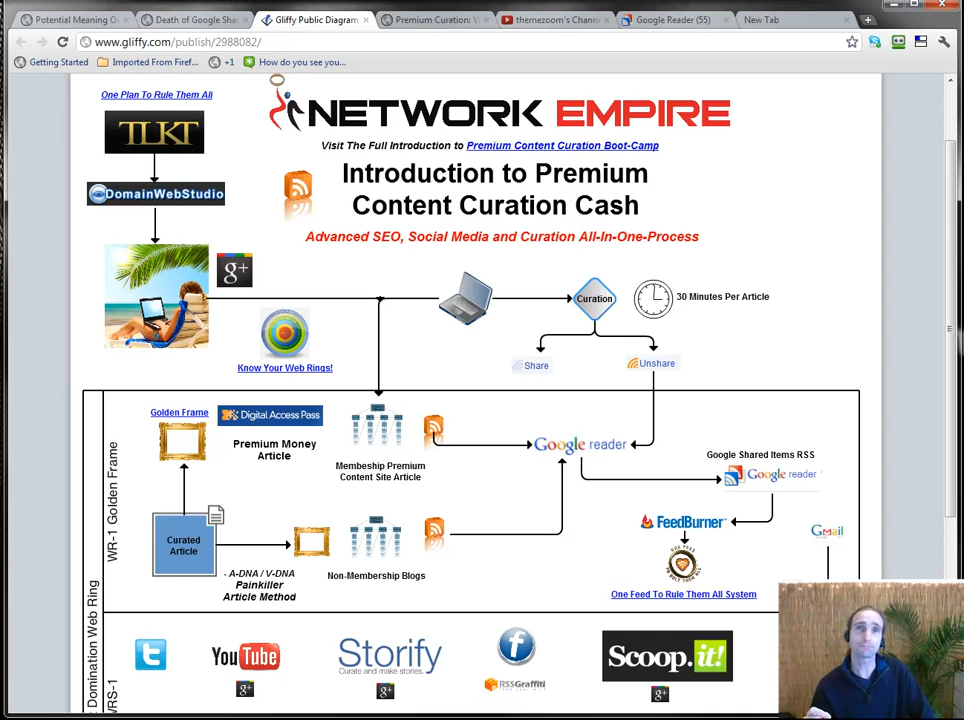 Potential Meaning O
Death of Google Sha
Gliffy Public Diagram
Premium Curation: V
themezoom's Chann
Google Reader (55)
New Tab
www.gliffy.com/publish/2988082/
Getting Started
Imported From Firef...
+1
How do you see you...
One Plan To Rule Them All
TLKT
DomainWebStudio
NETWORK EMPIRE
Visit The Full Introduction to Premium Content Curation Boot-Camp
Introduction to Premium
Content Curation Cash
Advanced SEO, Social Media and Curation All-In-One-Process
g+
Curation
30 Minutes Per Article
Know Your Web Rings!
Share
Unshare
WR-1 Golden Frame
Golden Frame
Digital Access Pass
Premium Money
Article
Membeship Premium
Content Site Article
Google reader
Google Shared Items RSS
Google reader
FeedBurner
Gmail
Curated
Article
- A-DNA / V-DNA
Painkiller
Article Method
Non-Membership Blogs
One Feed To Rule Them All System
Domination Web Ring
WRS-1
You Tube
g+
Storify
Curate and make stories.
g+
f
RSSGraffiti
Scoop.it!
g+